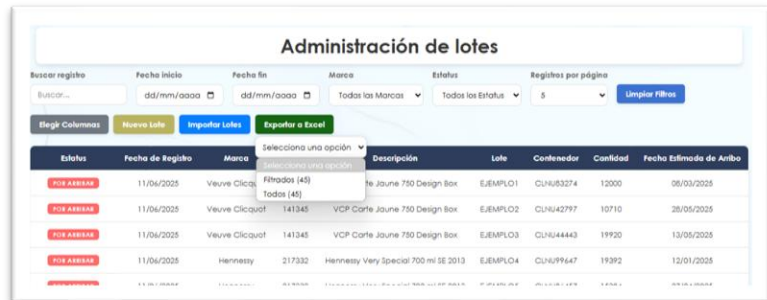 Administración de lotes
Buscar registro Fecha inicio Fecha fin Marca Estatus Registros por página
Buscar... dd/mm/aaaa dd/mm/aaaa Todas las Marcas Todos los Estatus 5 Limpiar Filtros
Elegir Columnas Nuevo Lote Importar Lotes Exportar a Excel
Selecciona una opción
Selecciona una opción
Filtrados (45)
Todos (45)
Estatus Fecha de Registro Marca Descripción Lote Contenedor Cantidad Fecha Estimada de Arribo
POR ARRIBAR 11/06/2025 Veuve Clicquot 141345 Carte Jaune 750 Design Box EJEMPLO1 CLNU83274 12000 08/03/2025
POR ARRIBAR 11/06/2025 Veuve Clicquot 141345 VCP Carte Jaune 750 Design Box EJEMPLO2 CLNU42797 10710 28/05/2025
POR ARRIBAR 11/06/2025 Veuve Clicquot 141345 VCP Carte Jaune 750 Design Box EJEMPLO3 CLNU44443 19920 13/05/2025
POR ARRIBAR 11/06/2025 Hennessy 217332 Hennessy Very Special 700 ml SE 2013 EJEMPLO4 CLNU99647 19392 12/01/2025